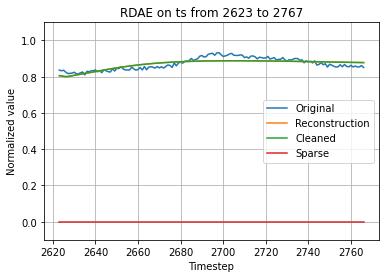 RDAE on ts from 2623 to 2767
Normalized value
1.0
0.8
0.6
0.4
0.2
0.0
Original
Reconstruction
Cleaned
Sparse
2620 2640 2660 2680 2700 2720 2740 2760
Timestep